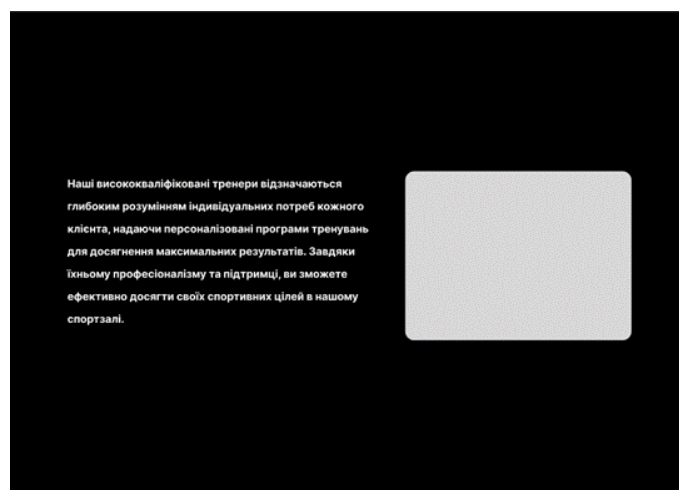 Наші висококваліфіковані тренери відзначаються
глибоким розумінням індивідуальних потреб кожного
клієнта, надаючи персоналізовані програми тренувань
для досягнення максимальних результатів. Завдяки
їхньому професіоналізму та підтримці, ви зможете
ефективно досягти своїх спортивних цілей в нашому
спортзалі.